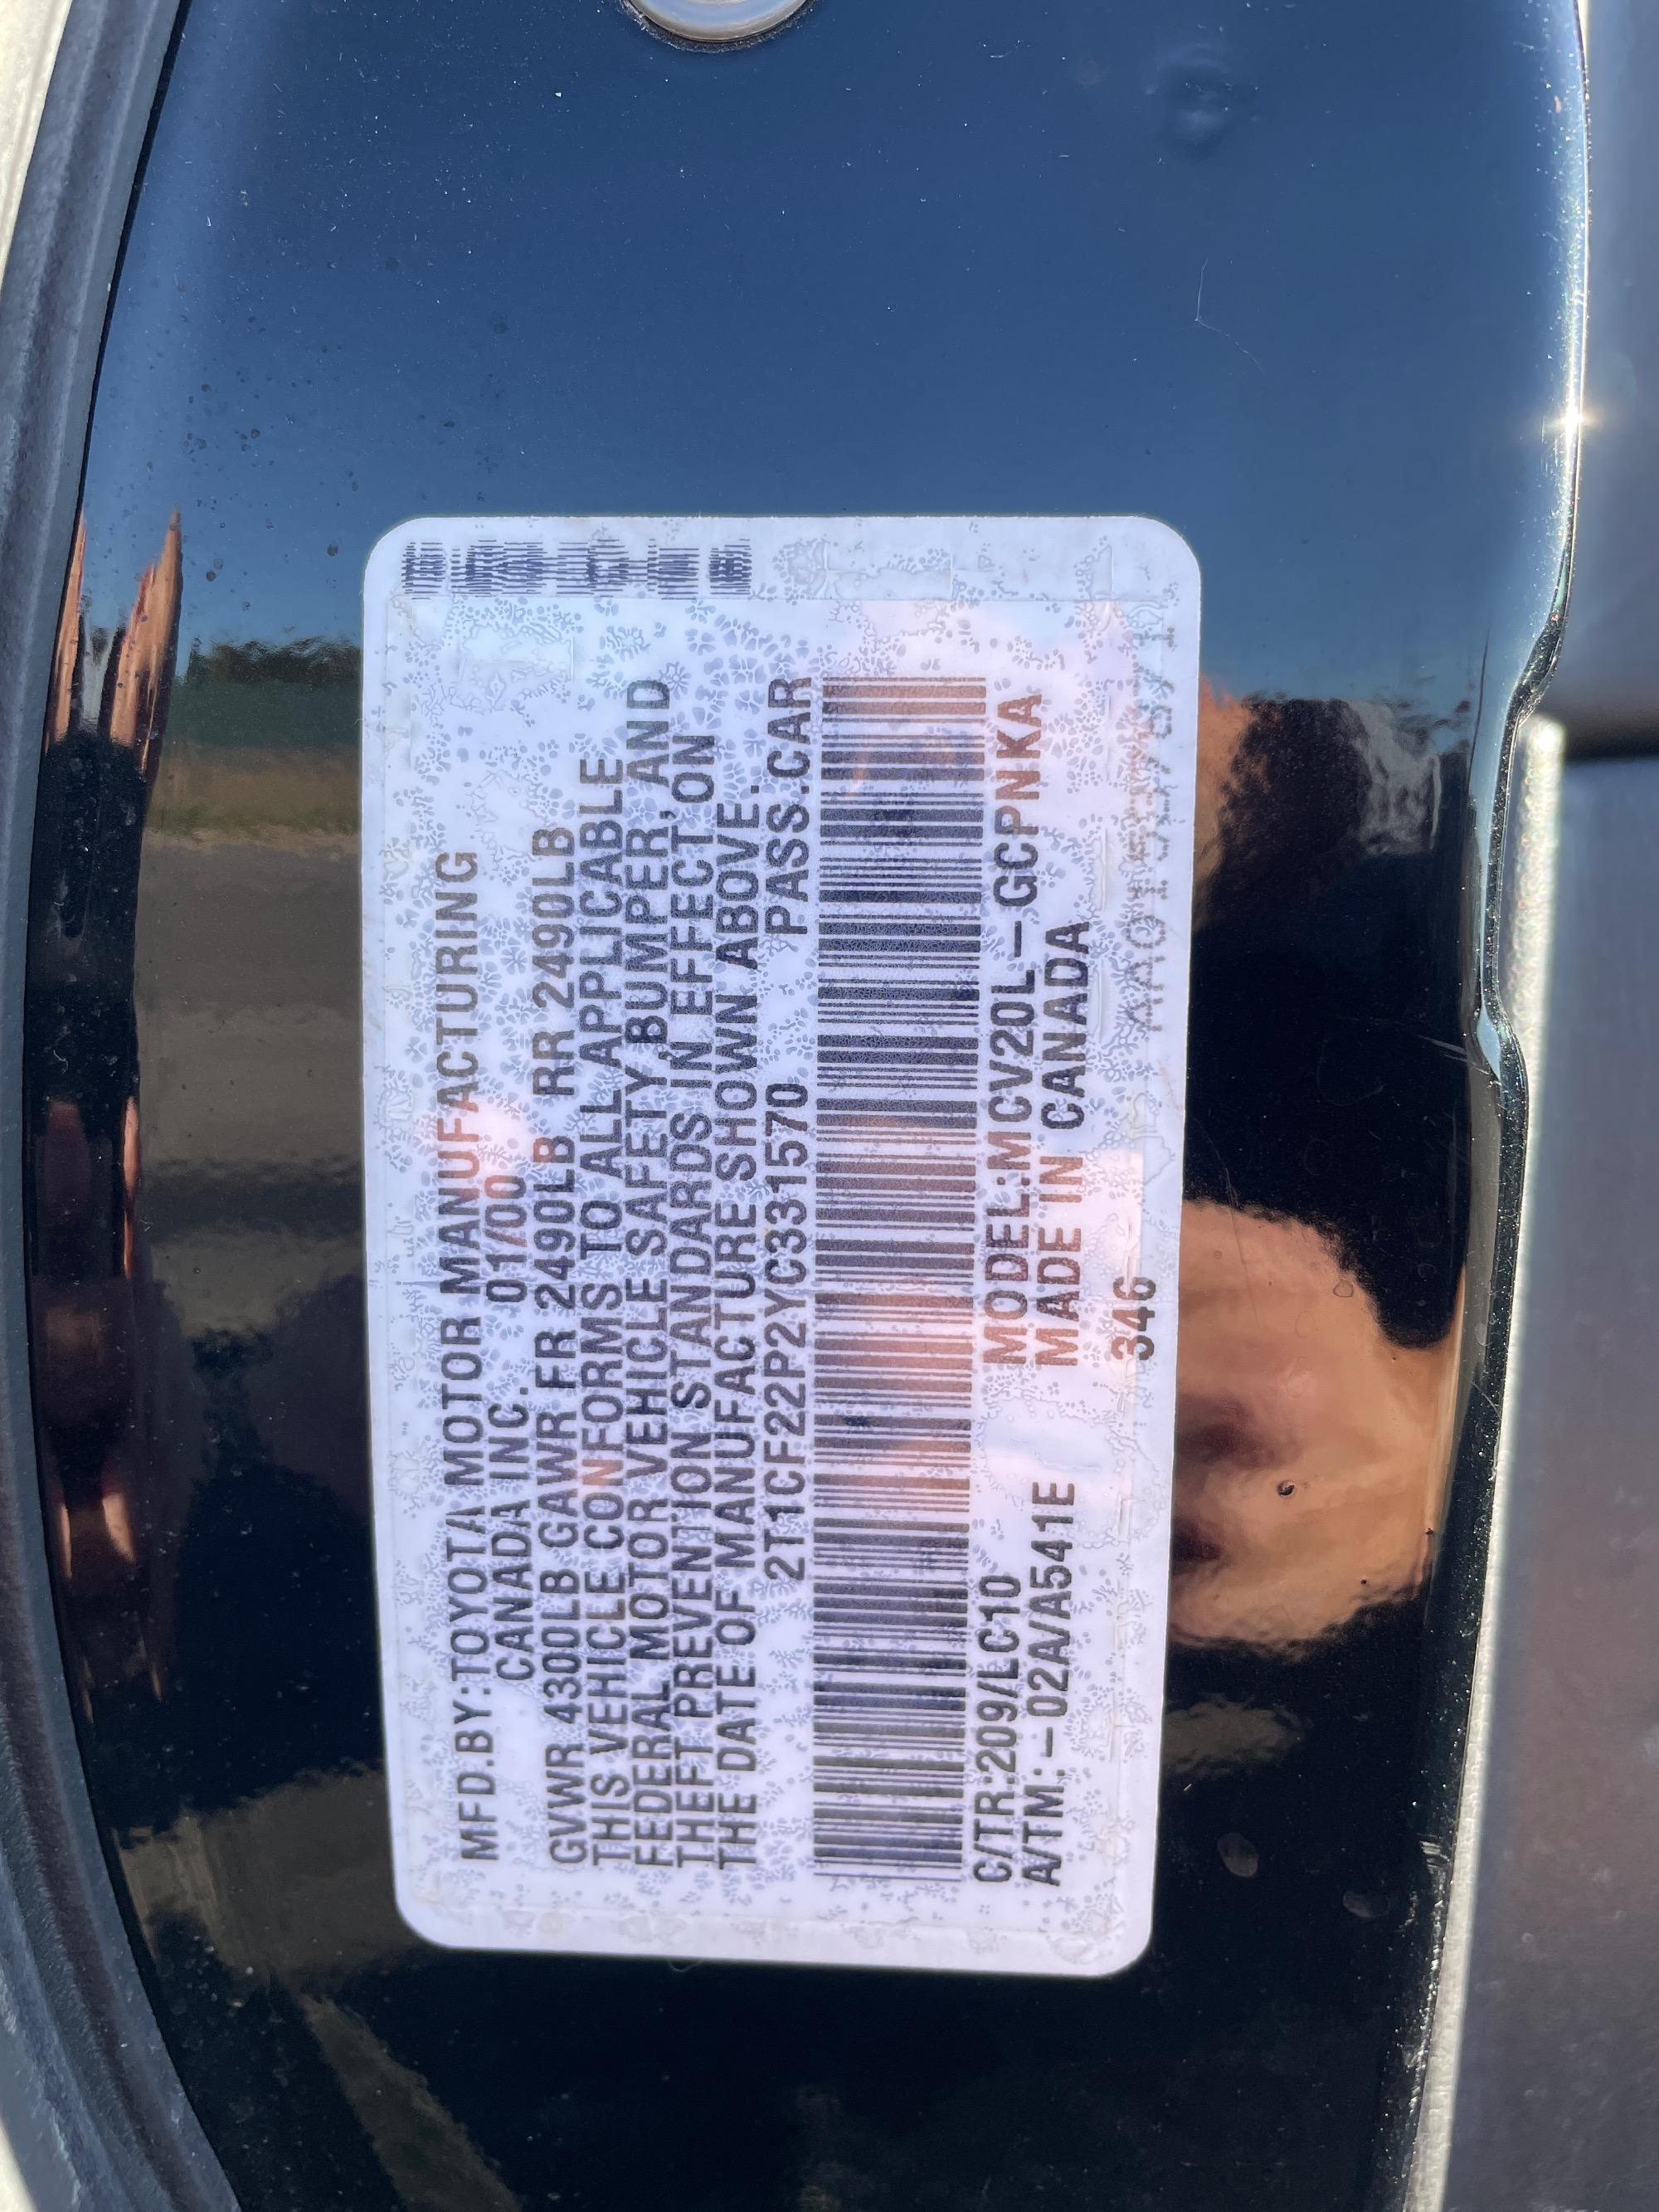 MFD.BY:TOYOTA MOTOR MANUFACTURING
CANADA INC. 01/00
GVWR 4300LB GAWR FR 2490LB RR 2490LB
THIS VEHICLE CONFORMS TO ALL APPLICABLE
FEDERAL MOTOR VEHICLE SAFETY,BUMPER,AND
THEFT PREVENTION STANDARDS IN EFFECT ON
THE DATE OF MANUFACTURE SHOWN ABOVE.
2T1CF22P2YC331570 PASS.CAR
C/TR:209/LC10 MODEL:MCV20L–GCPNKA
A/TM:–02A/A541E MADE IN CANADA
346